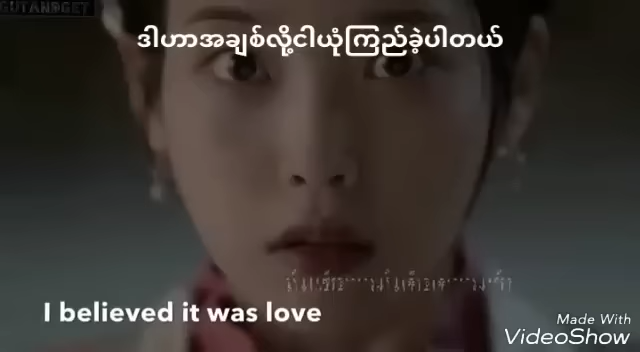 GUTANDGET
ဒါဟာအချစ်လို့ငါယုံကြည်ခဲ့ပါတယ်
I believed it was love
Made With
VideoShow